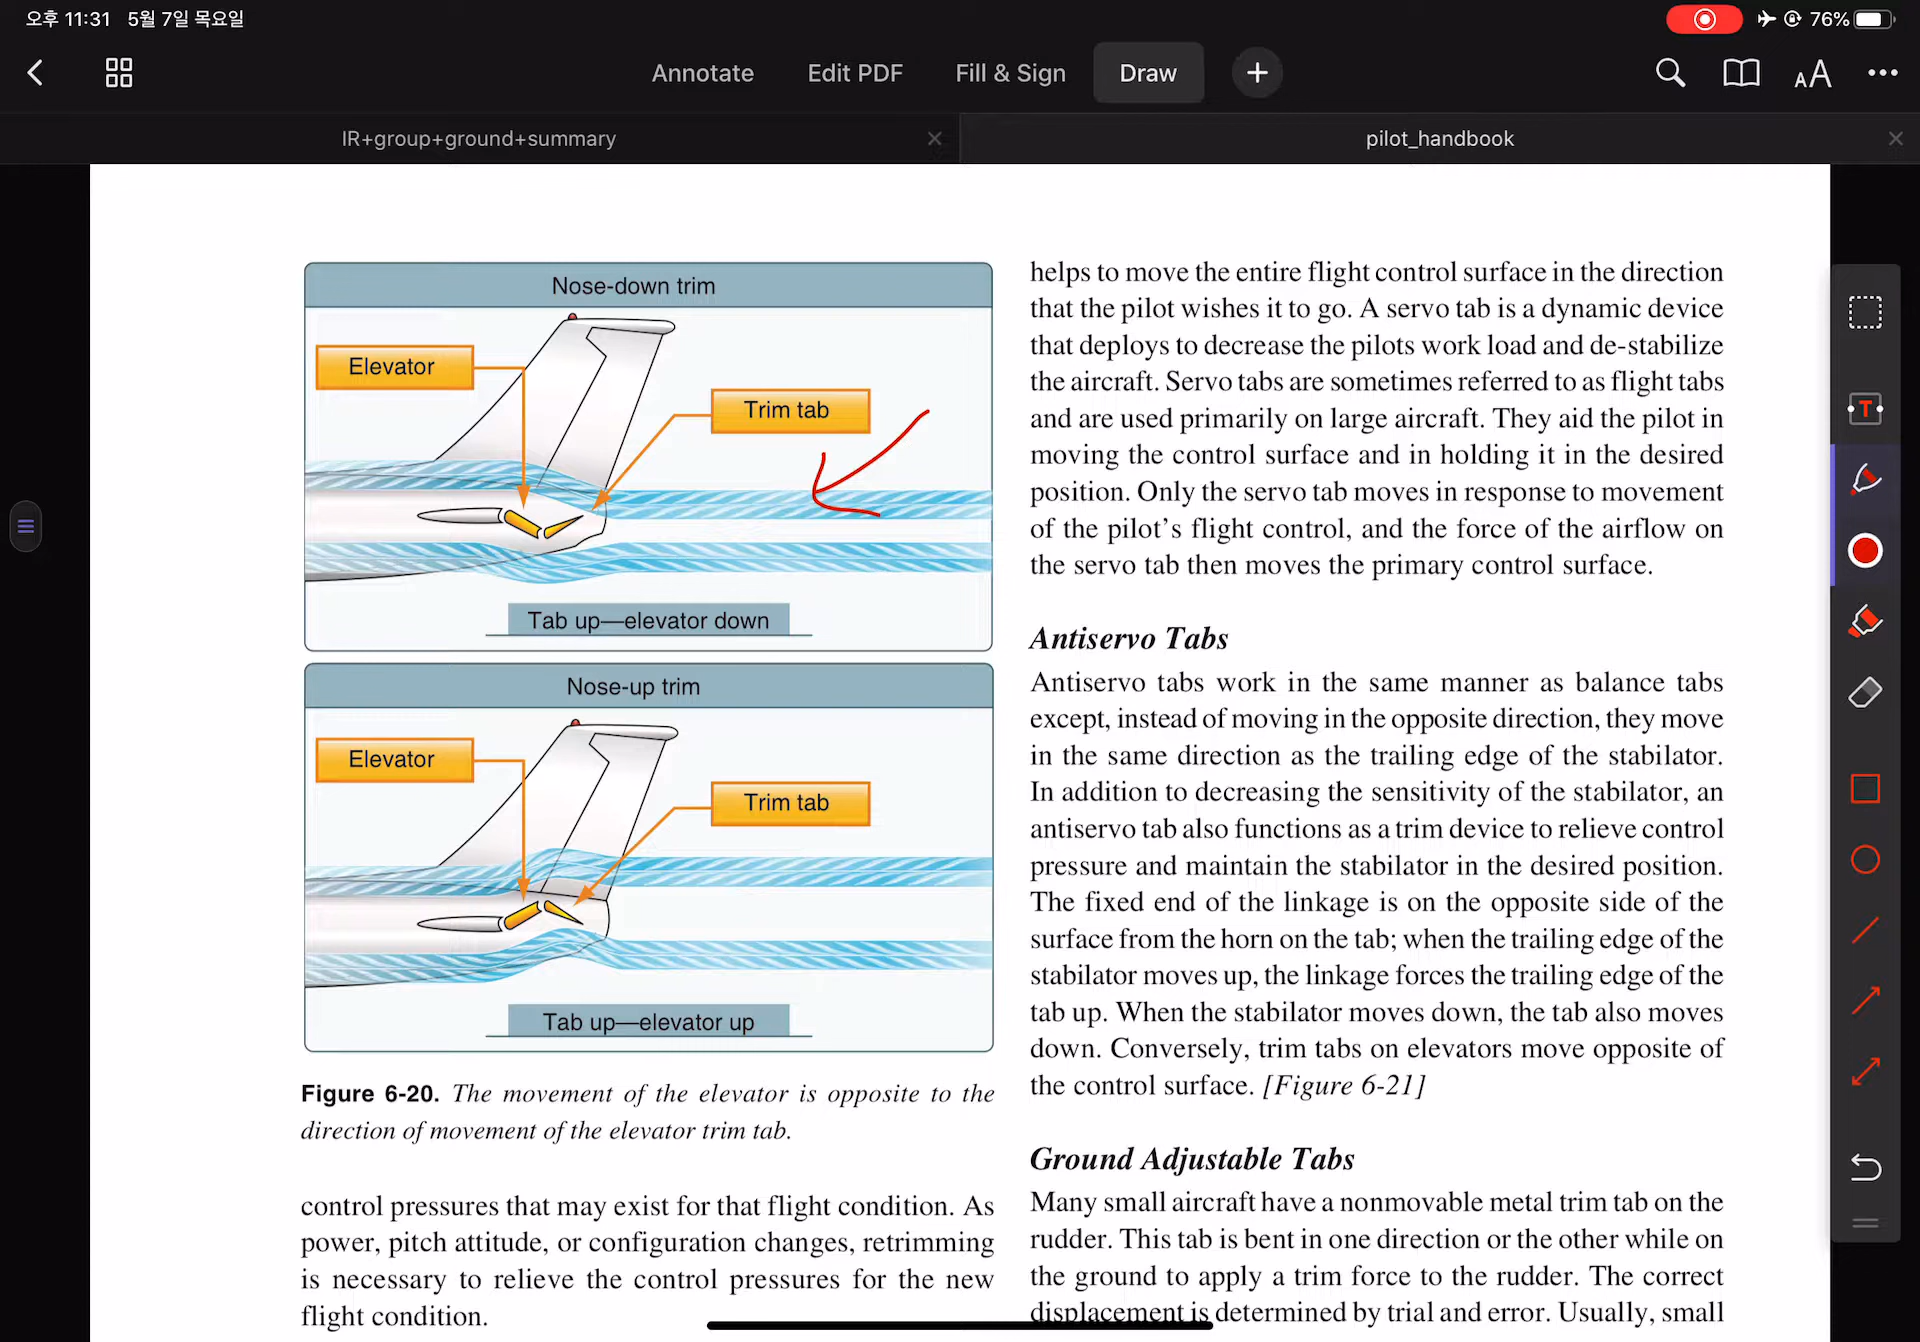 오후 11:31 5월 7일 목요일
76%
Annotate Edit PDF Fill & Sign Draw
AA
IR+group+ground+summary
pilot_handbook
Nose-down trim
Elevator
Trim tab
Tab up—elevator down
Nose-up trim
Elevator
Trim tab
Tab up—elevator up
Figure 6-20. The movement of the elevator is opposite to the
direction of movement of the elevator trim tab.
control pressures that may exist for that flight condition. As
power, pitch attitude, or configuration changes, retrimming
is necessary to relieve the control pressures for the new
flight condition.
helps to move the entire flight control surface in the direction
that the pilot wishes it to go. A servo tab is a dynamic device
that deploys to decrease the pilots work load and de-stabilize
the aircraft. Servo tabs are sometimes referred to as flight tabs
and are used primarily on large aircraft. They aid the pilot in
moving the control surface and in holding it in the desired
position. Only the servo tab moves in response to movement
of the pilot’s flight control, and the force of the airflow on
the servo tab then moves the primary control surface.
Antiservo Tabs
Antiservo tabs work in the same manner as balance tabs
except, instead of moving in the opposite direction, they move
in the same direction as the trailing edge of the stabilator.
In addition to decreasing the sensitivity of the stabilator, an
antiservo tab also functions as a trim device to relieve control
pressure and maintain the stabilator in the desired position.
The fixed end of the linkage is on the opposite side of the
surface from the horn on the tab; when the trailing edge of the
stabilator moves up, the linkage forces the trailing edge of the
tab up. When the stabilator moves down, the tab also moves
down. Conversely, trim tabs on elevators move opposite of
the control surface. [Figure 6-21]
Ground Adjustable Tabs
Many small aircraft have a nonmovable metal trim tab on the
rudder. This tab is bent in one direction or the other while on
the ground to apply a trim force to the rudder. The correct
displacement is determined by trial and error. Usually, small
T